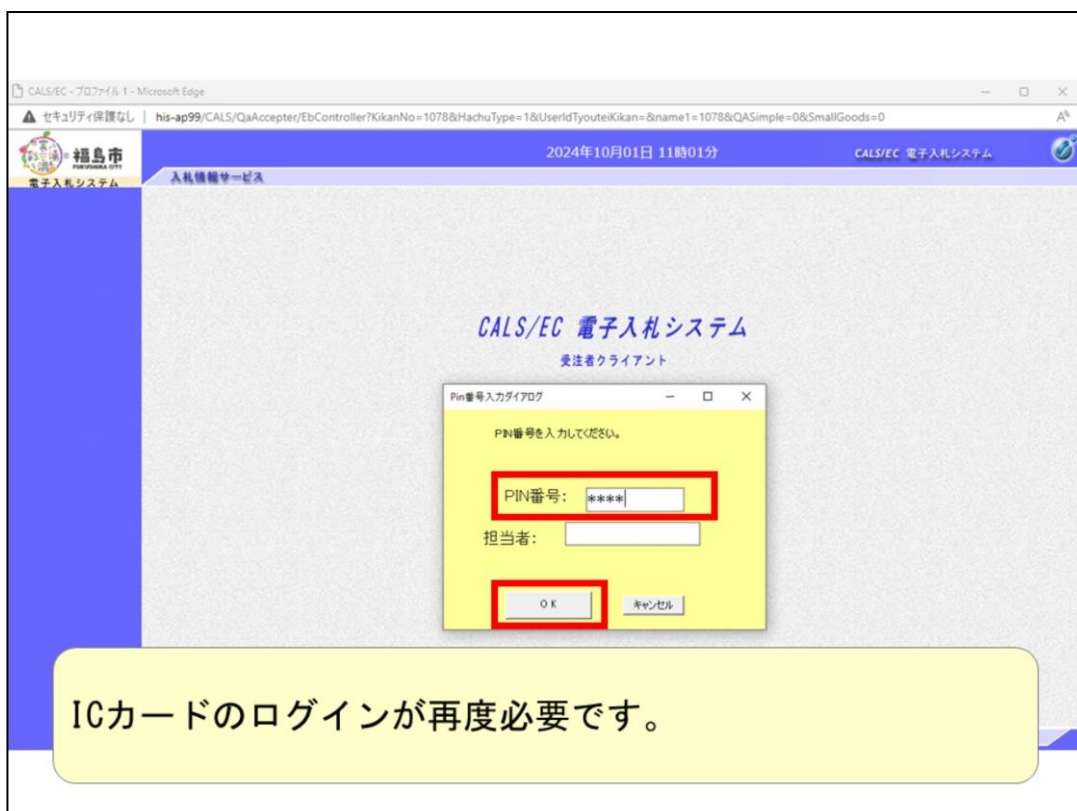 CALS/EC - プロファイル 1 - Microsoft Edge
セキュリティ保護なし | his-ap99/CALS/QaAccepter/EbController?KikanNo=1078&HachuType=1&UserIdTyouteiKikan=&name1=1078&QASimple=0&SmallGoods=0
福島市
FUKUSHIMA CITY
電子入札システム
2024年10月01日 11時01分
CALS/EC 電子入札システム
入札情報サービス
CALS/EC 電子入札システム
受注者クライアント
Pin番号入力ダイアログ
PIN番号を入力してください。
PIN番号: ****
担当者:
OK キャンセル
ICカードのログインが再度必要です。